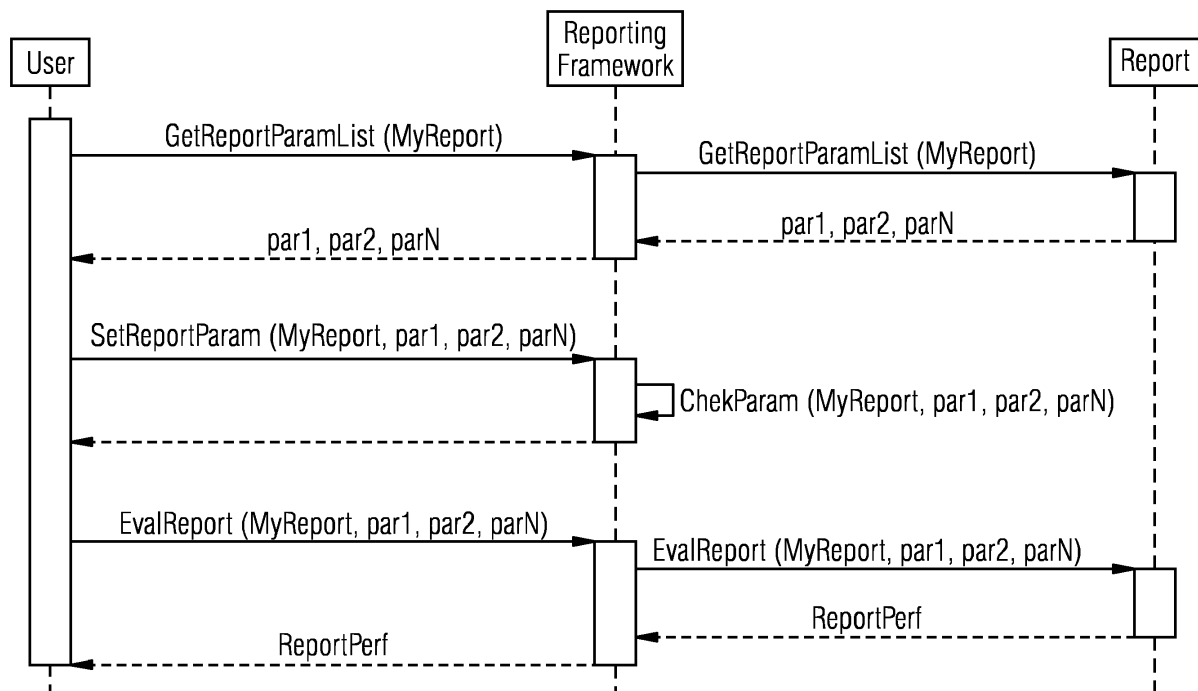 User
Reporting
Framework
Report
GetReportParamList (MyReport)
GetReportParamList (MyReport)
par1, par2, parN
par1, par2, parN
SetReportParam (MyReport, par1, par2, parN)
ChekParam (MyReport, par1, par2, parN)
EvalReport (MyReport, par1, par2, parN)
EvalReport (MyReport, par1, par2, parN)
ReportPerf
ReportPerf